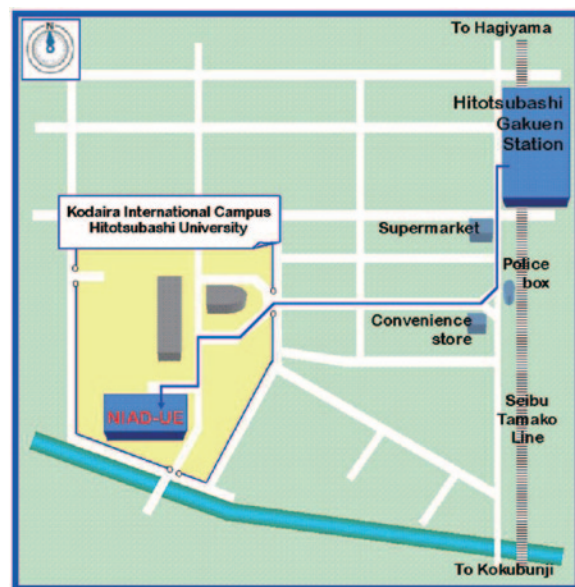 N
To Hagiyama
Hitotsubashi
Gakuen
Station
Kodaira International Campus
Hitotsubashi University
Supermarket
Police
box
Convenience
store
NIAD-UE
Seibu
Tamako
Line
To Kokubunji